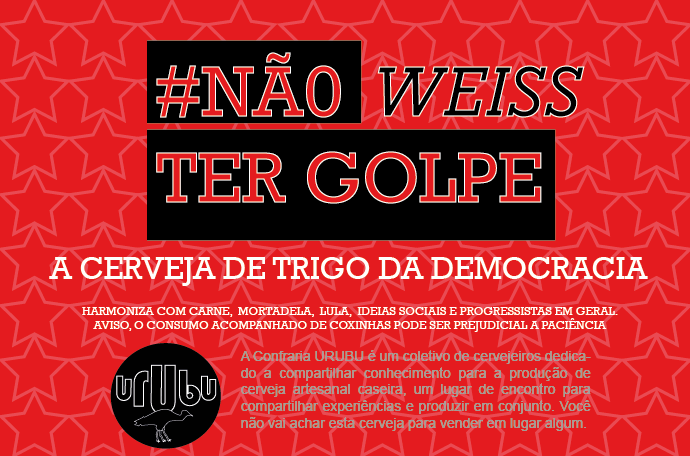 #NÃO WEISS
TER GOLPE
A CERVEJA DE TRIGO DA DEMOCRACIA
HARMONIZA COM CARNE, MORTADELA, LULA, IDEIAS SOCIAIS E PROGRESSISTAS EM GERAL.
AVISO, O CONSUMO ACOMPANHADO DE COXINHAS PODE SER PREJUDICIAL A PACIÊNCIA
urUbU
A Confraria URUBU é um coletivo de cervejeiros dedica-
do a compartilhar conhecimento para a produção de
cerveja artesanal caseira, um lugar de encontro para
compartilhar experiências e produzir em conjunto. Você
não vai achar esta cerveja para vender em lugar algum.